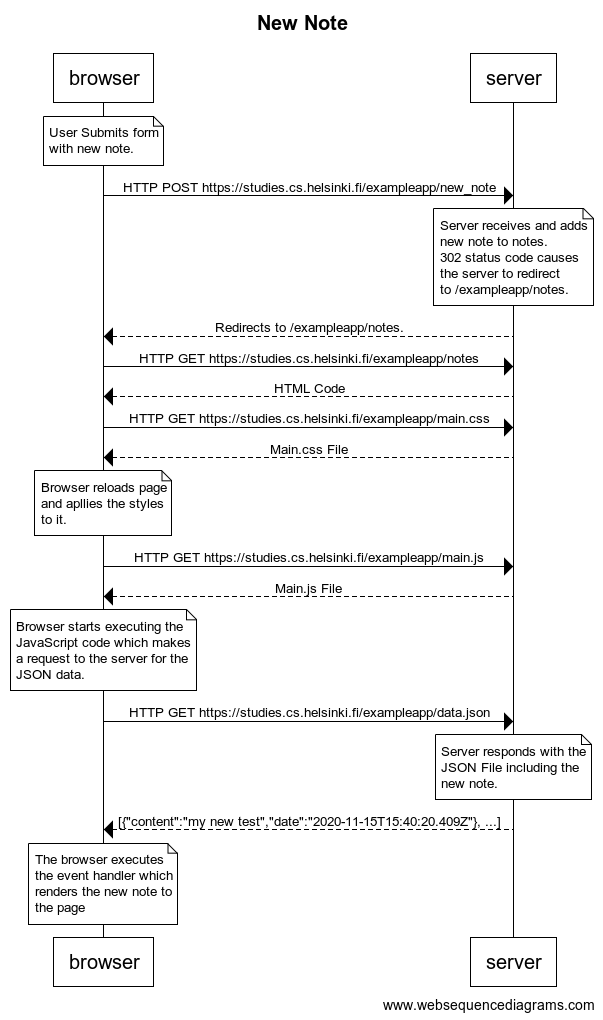 New Note
browser
server
User Submits form
with new note.
HTTP POST https://studies.cs.helsinki.fi/exampleapp/new_note
Server receives and adds
new note to notes.
302 status code causes
the server to redirect
to /exampleapp/notes.
Redirects to /exampleapp/notes.
HTTP GET https://studies.cs.helsinki.fi/exampleapp/notes
HTML Code
HTTP GET https://studies.cs.helsinki.fi/exampleapp/main.css
Main.css File
Browser reloads page
and apllies the styles
to it.
HTTP GET https://studies.cs.helsinki.fi/exampleapp/main.js
Main.js File
Browser starts executing the
JavaScript code which makes
a request to the server for the
JSON data.
HTTP GET https://studies.cs.helsinki.fi/exampleapp/data.json
Server responds with the
JSON File including the
new note.
[{"content":"my new test","date":"2020-11-15T15:40:20.409Z"}, ...]
The browser executes
the event handler which
renders the new note to
the page
browser
server
www.websequencediagrams.com